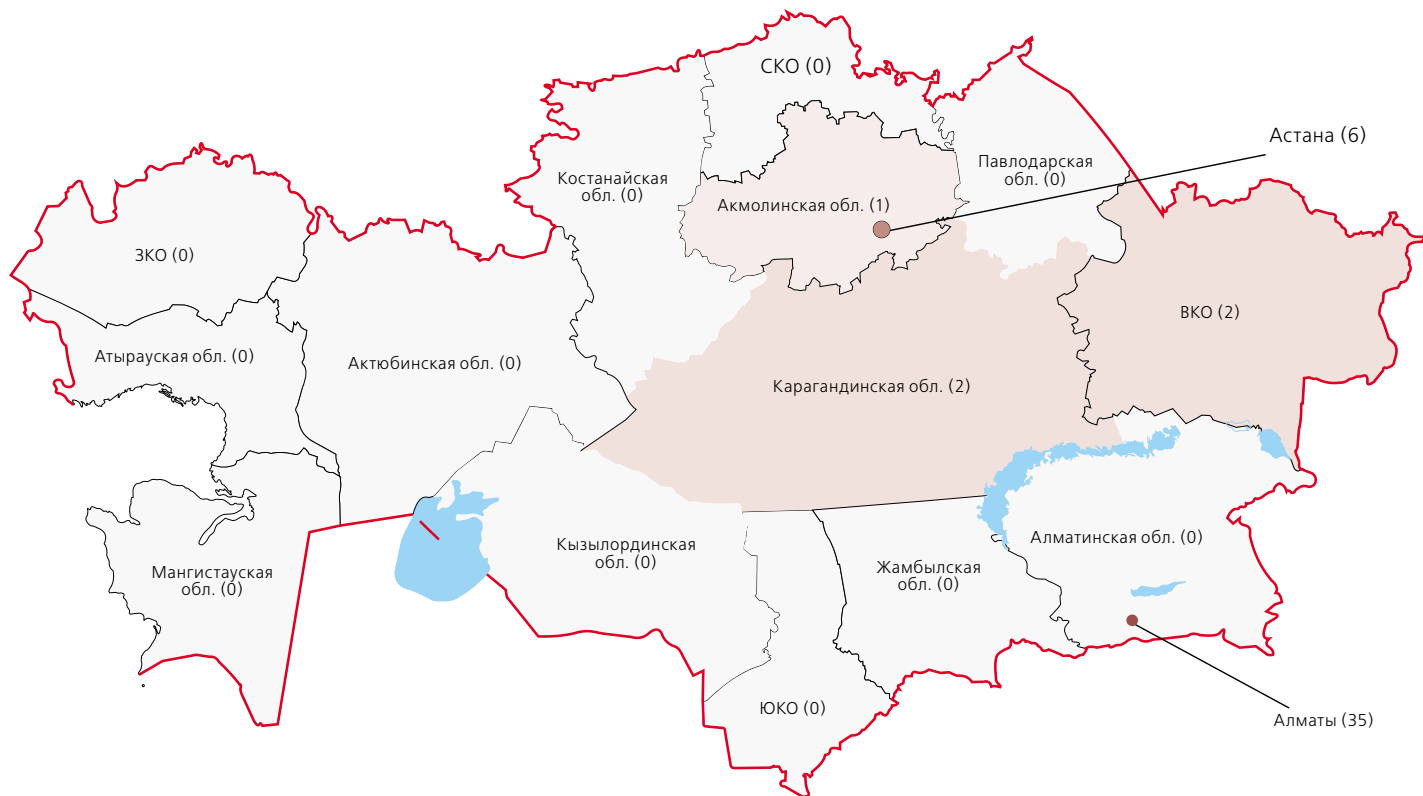 СКО (0)
Астана (6)
Павлодарская
обл. (0)
Костанайская
обл. (0)
Акмолинская обл. (1)
ЗКО (0)
ВКО (2)
Атырауская обл. (0)
Актюбинская обл. (0)
Карагандинская обл. (2)
Кызылординская
обл. (0)
Алматинская обл. (0)
Жамбылская
обл. (0)
Мангистауская
обл. (0)
ЮКО (0)
Алматы (35)